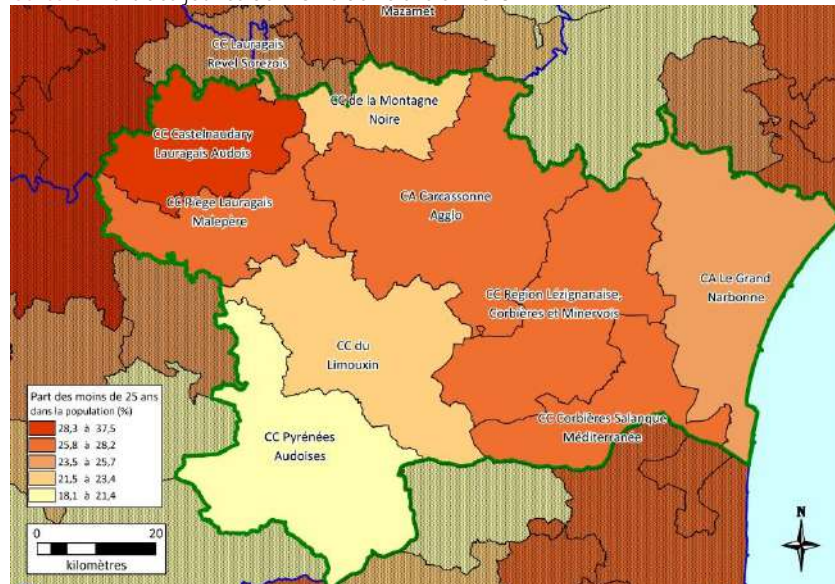 Mazamet
CC Lauragais
Revel Sorezois
CC de la Montagne
Noire
CC Castelnaudary
Lauragais Audois
CC Piège Lauragais
Malepère
CA Carcassonne
Agglo
CA Le Grand
Narbonne
CC Région Lézignanaise,
Corbières et Minervois
CC du
Limouxin
CC Corbières Salanque
Méditerranée
CC Pyrénées
Audoises
Part des moins de 25 ans
dans la population (%)
28,3 à 37,5
25,8 à 28,2
23,5 à 25,7
21,5 à 23,4
18,1 à 21,4
0 20
kilomètres
N